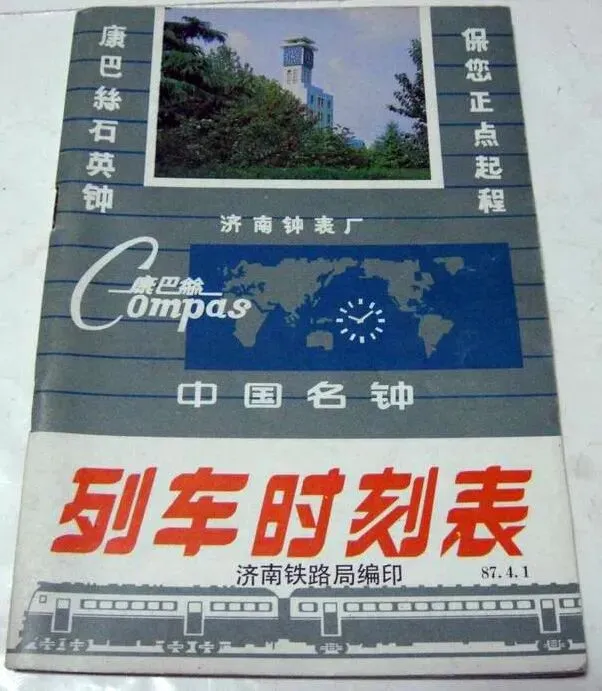 康巴絲石英钟
保您正点起程
济南钟表厂
康巴絲
Compas
中国名钟
列车时刻表
济南铁路局编印
87.4.1